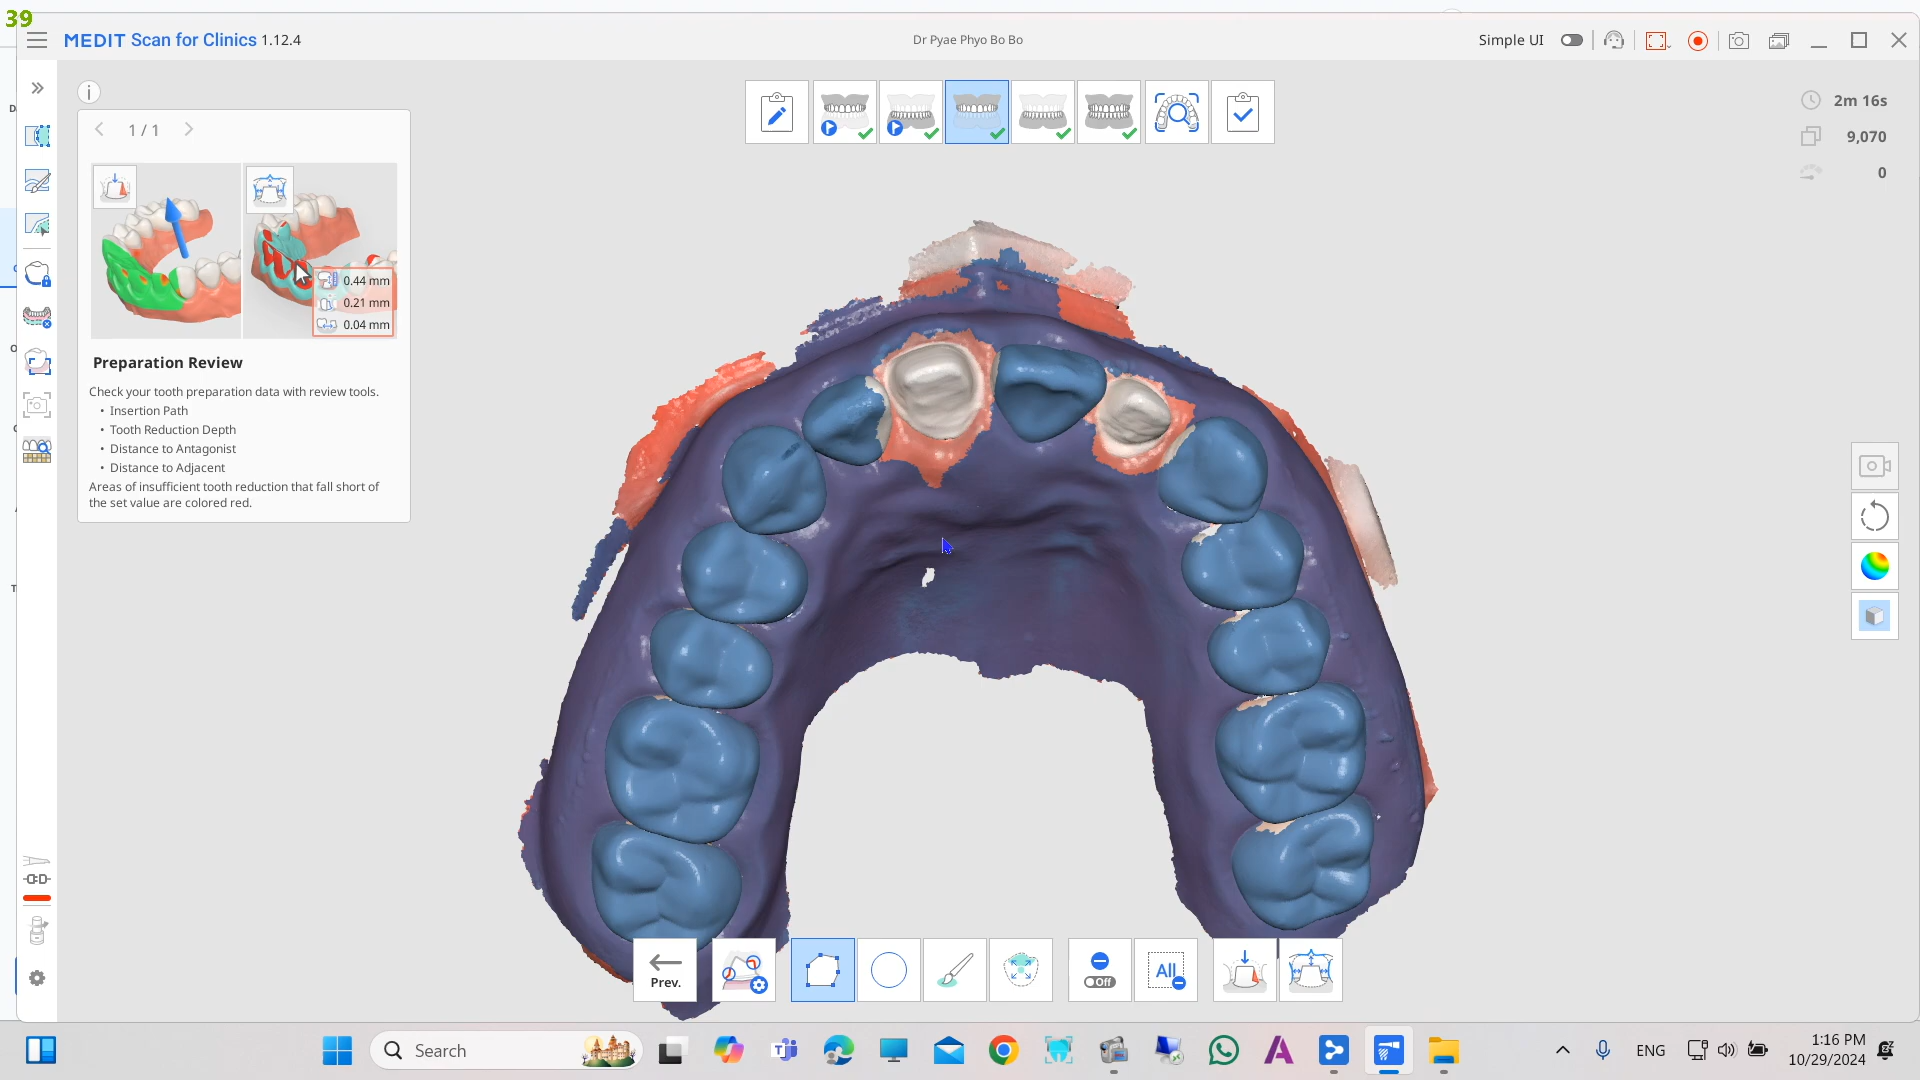 39
MEDIT Scan for Clinics 1.12.4
Dr Pyae Phyo Bo Bo
Simple UI
1 / 1
2m 16s
9,070
0
0.44 mm
0.21 mm
0.04 mm
Preparation Review
Check your tooth preparation data with review tools.
• Insertion Path
• Tooth Reduction Depth
• Distance to Antagonist
• Distance to Adjacent
Areas of insufficient tooth reduction that fall short of
the set value are colored red.
Prev.
Off
All
Search
ENG
1:16 PM
10/29/2024